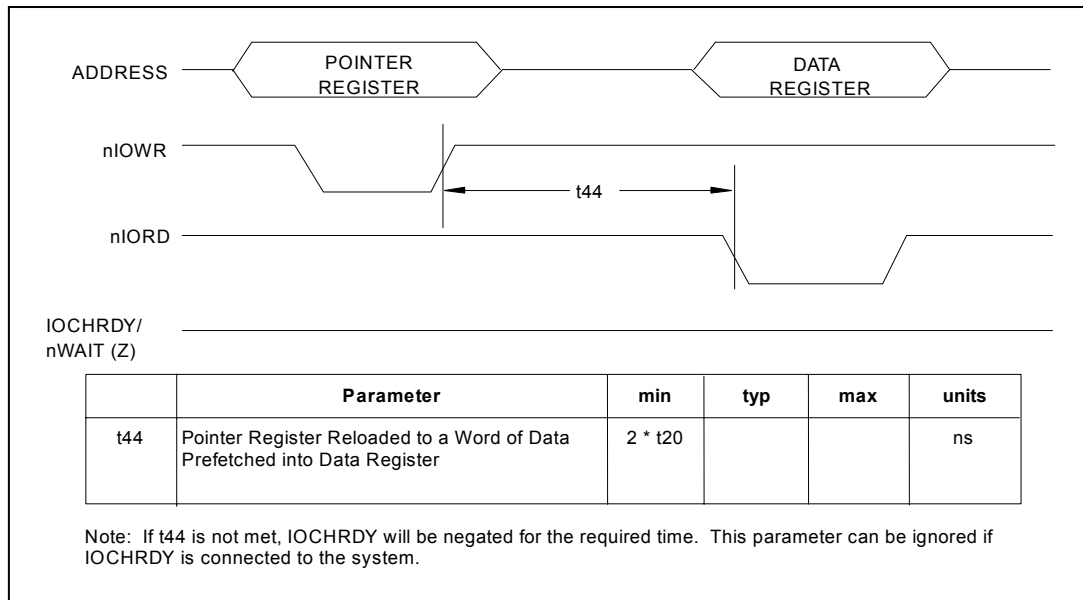 ADDRESS
POINTER
REGISTER
DATA
REGISTER
nIOWR
t44
nIORD
IOCHRDY/
nWAIT (Z)
Parameter min typ max units
t44 Pointer Register Reloaded to a Word of Data 2 * t20 ns
Prefetched into Data Register
Note: If t44 is not met, IOCHRDY will be negated for the required time. This parameter can be ignored if
IOCHRDY is connected to the system.